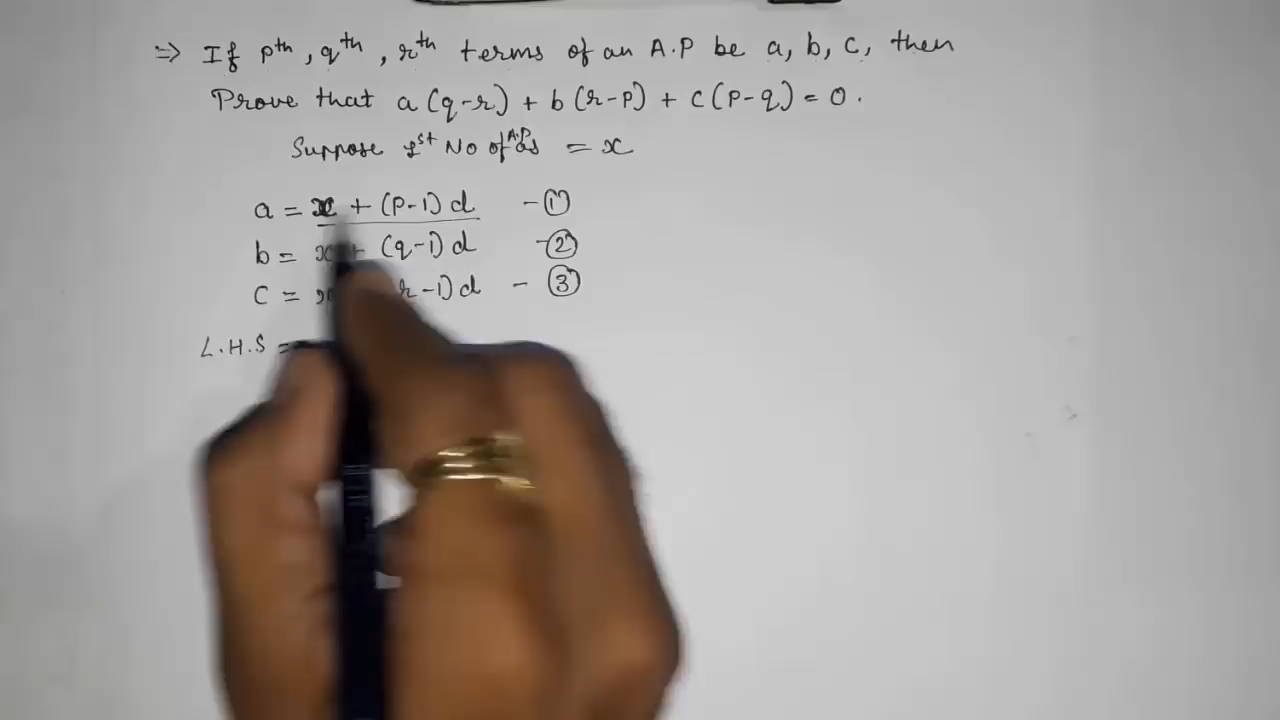 ⇒ If pth, qth, rth terms of an A.P be a, b, c, then
Prove that a(q-r) + b(r-p) + c(p-q) = 0.
Suppose 1st No of = x
a = x + (p-1)d -①
b = x + (q-1)d -②
c = r-1)d -③
L.H.S =